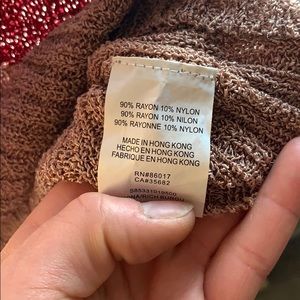 90% RAYON 10% NYLON
90% RAYON 10% NILON
90% RAYONNE 10% NYLON
MADE IN HONG KONG
HECHO EN HONG KONG
FABRIQUE EN HONG KONG
RN#86017
CA#35682